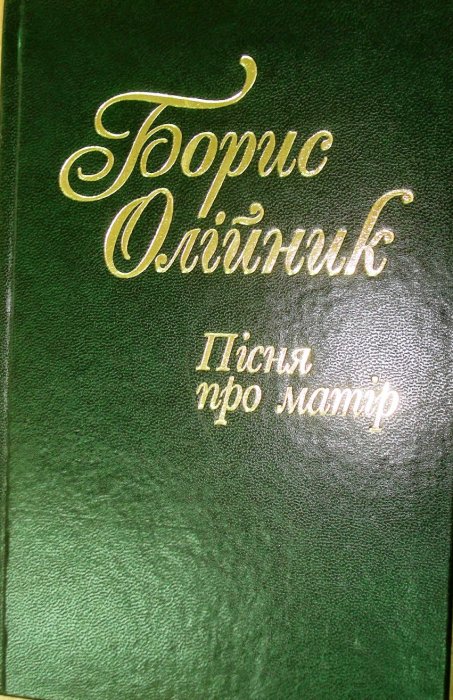 Борис
Олійник
Пісня
про матір